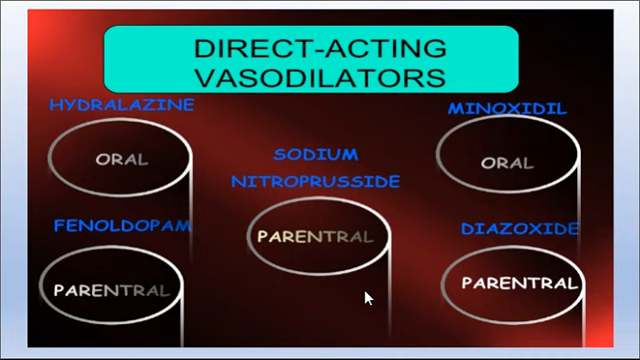 DIRECT-ACTING
VASODILATORS
HYDRALAZINE
ORAL
MINOXIDIL
ORAL
SODIUM
NITROPRUSSIDE
PARENTRAL
FENOLDOPAM
PARENTRAL
DIAZOXIDE
PARENTRAL